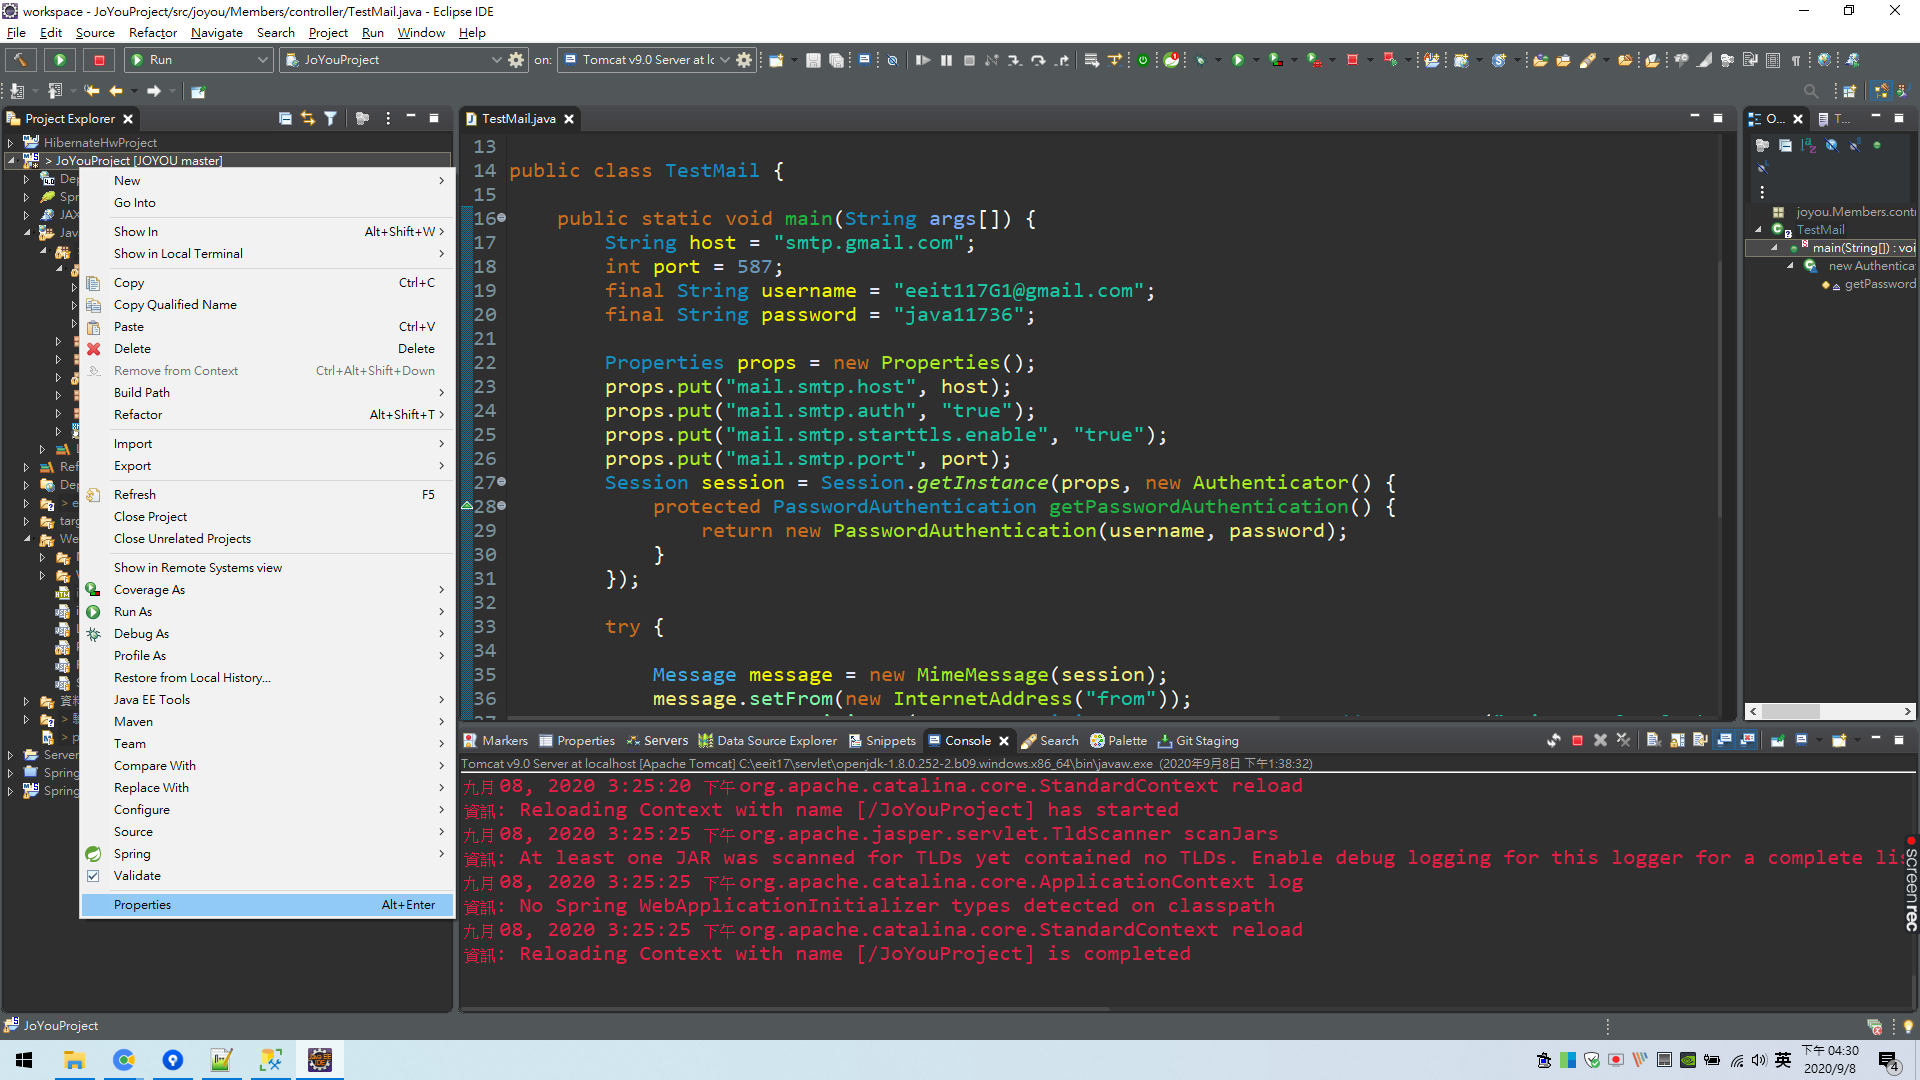 workspace - JoYouProject/src/joyou/Members/controller/TestMail.java - Eclipse IDE
File Edit Source Refactor Navigate Search Project Run Window Help
Run JoYouProject on: Tomcat v9.0 Server at lc
Project Explorer
HibernateHwProject
> JoYouProject [JOYOU master]
New
Go Into
Show In Alt+Shift+W >
Show in Local Terminal
Copy Ctrl+C
Copy Qualified Name
Paste Ctrl+V
Delete Delete
Remove from Context Ctrl+Alt+Shift+Down
Build Path
Refactor Alt+Shift+T >
Import
Export
Refresh F5
Close Project
Close Unrelated Projects
Show in Remote Systems view
Coverage As
Run As
Debug As
Profile As
Restore from Local History...
Java EE Tools
Maven
Team
Compare With
Replace With
Configure
Source
Spring
Validate
Properties Alt+Enter
Dep
Spr
JAX
Java
Ref
Dep
> e
targ
We
資料
Server
Spring
Spring
TestMail.java
13
14 public class TestMail {
15
16 public static void main(String args[]) {
17 String host = "smtp.gmail.com";
18 int port = 587;
19 final String username = "eeit117G1@gmail.com";
20 final String password = "java11736";
21
22 Properties props = new Properties();
23 props.put("mail.smtp.host", host);
24 props.put("mail.smtp.auth", "true");
25 props.put("mail.smtp.starttls.enable", "true");
26 props.put("mail.smtp.port", port);
27 Session session = Session.getInstance(props, new Authenticator() {
28 protected PasswordAuthentication getPasswordAuthentication() {
29 return new PasswordAuthentication(username, password);
30 }
31 });
32
33 try {
34
35 Message message = new MimeMessage(session);
36 message.setFrom(new InternetAddress("from"));
O... T...
joyou.Members.contr
TestMail
main(String[]) : voi
new Authentica
getPassword
Markers Properties Servers Data Source Explorer Snippets Console Search Palette Git Staging
Tomcat v9.0 Server at localhost [Apache Tomcat] C:\eeit17\servlet\openjdk-1.8.0.252-2.b09.windows.x86_64\bin\javaw.exe (2020年9月8日 下午1:38:32)
九月 08, 2020 3:25:20 下午 org.apache.catalina.core.StandardContext reload
資訊: Reloading Context with name [/JoYouProject] has started
九月 08, 2020 3:25:25 下午 org.apache.jasper.servlet.TldScanner scanJars
資訊: At least one JAR was scanned for TLDs yet contained no TLDs. Enable debug logging for this logger for a complete lis
九月 08, 2020 3:25:25 下午 org.apache.catalina.core.ApplicationContext log
資訊: No Spring WebApplicationInitializer types detected on classpath
九月 08, 2020 3:25:25 下午 org.apache.catalina.core.StandardContext reload
資訊: Reloading Context with name [/JoYouProject] is completed
screenrec
JoYouProject
英
下午 04:30
2020/9/8
4